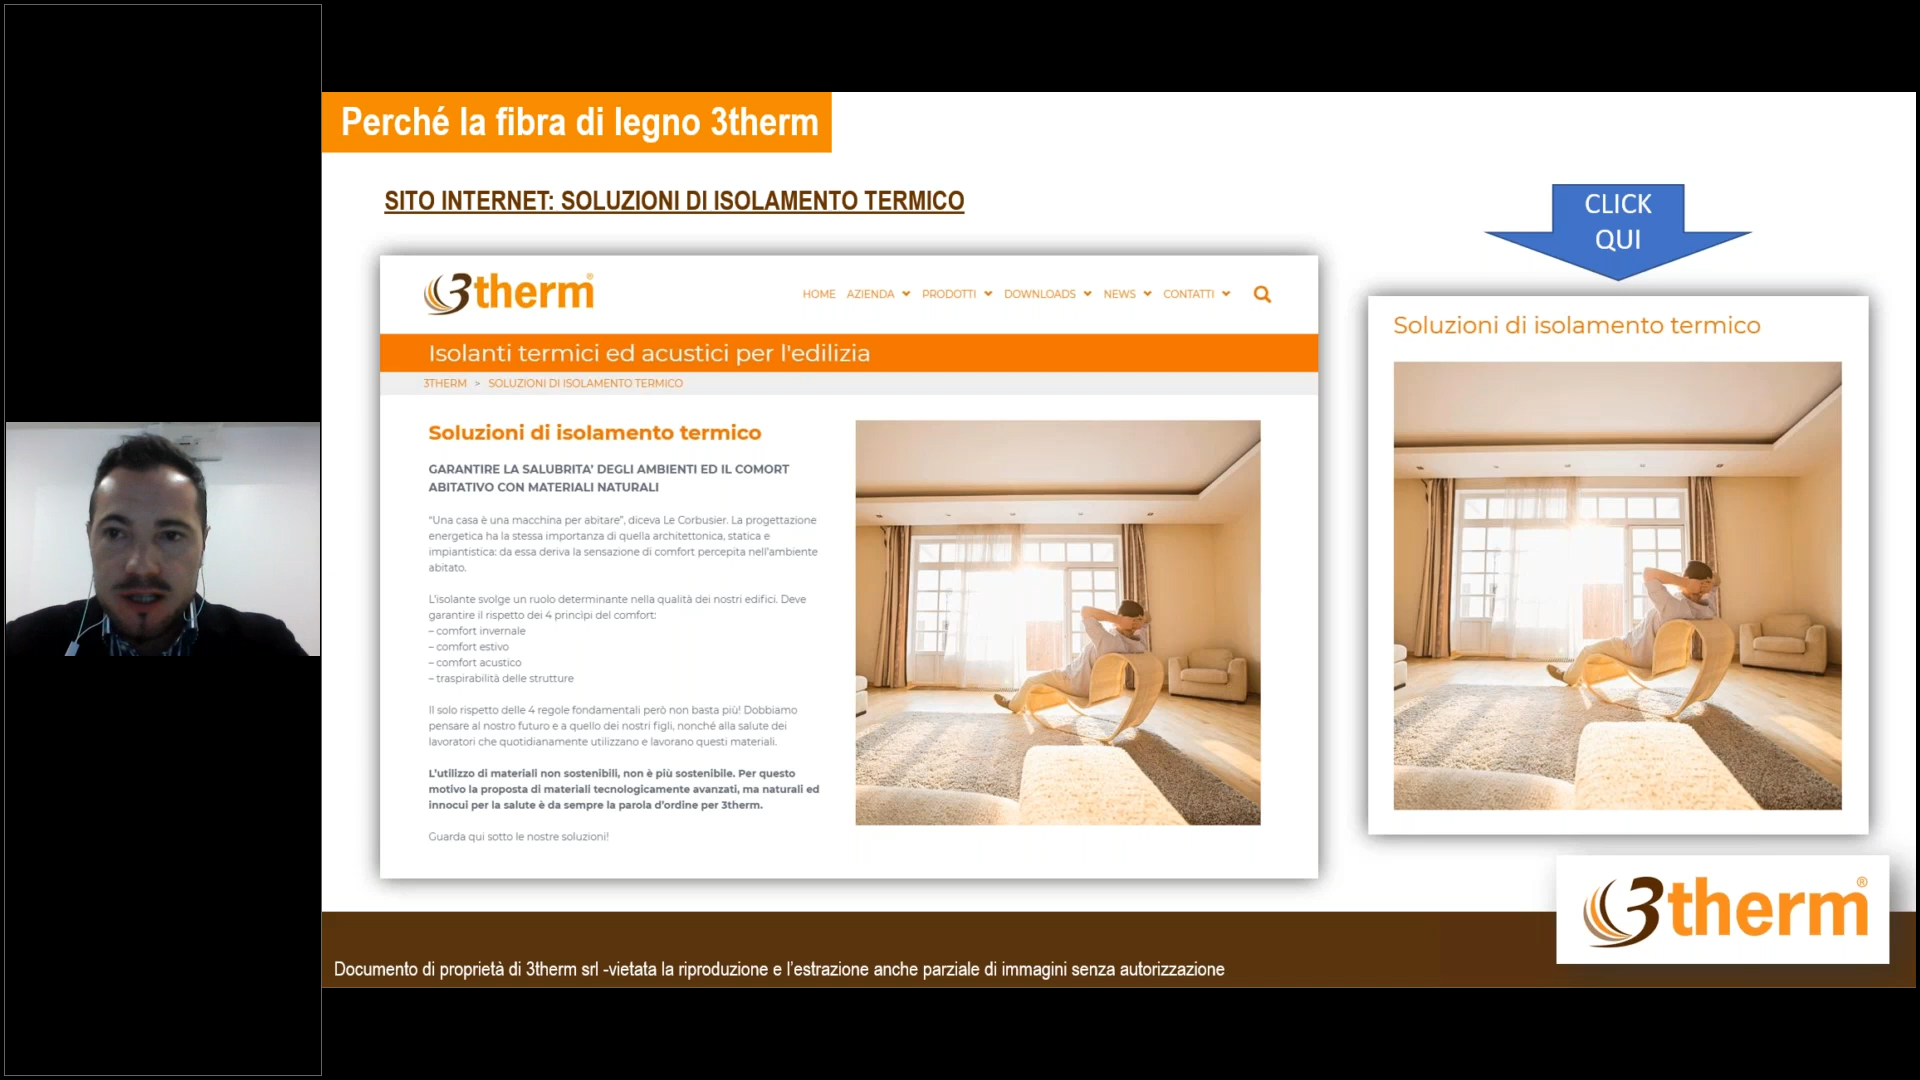 Perché la fibra di legno 3therm
SITO INTERNET: SOLUZIONI DI ISOLAMENTO TERMICO
CLICK
QUI
3therm®
HOME AZIENDA PRODOTTI DOWNLOADS NEWS CONTATTI
Isolanti termici ed acustici per l'edilizia
3THERM > SOLUZIONI DI ISOLAMENTO TERMICO
Soluzioni di isolamento termico
GARANTIRE LA SALUBRITA’ DEGLI AMBIENTI ED IL COMORT
ABITATIVO CON MATERIALI NATURALI
“Una casa è una macchina per abitare”, diceva Le Corbusier. La progettazione
energetica ha la stessa importanza di quella architettonica, statica e
impiantistica: da essa deriva la sensazione di comfort percepita nell’ambiente
abitato.
L’isolante svolge un ruolo determinante nella qualità dei nostri edifici. Deve
garantire il rispetto dei 4 principi del comfort:
– comfort invernale
– comfort estivo
– comfort acustico
– traspirabilità delle strutture
Il solo rispetto delle 4 regole fondamentali però non basta più! Dobbiamo
pensare al nostro futuro e a quello dei nostri figli, nonché alla salute dei
lavoratori che quotidianamente utilizzano e lavorano questi materiali.
L’utilizzo di materiali non sostenibili, non è più sostenibile. Per questo
motivo la proposta di materiali tecnologicamente avanzati, ma naturali ed
innocui per la salute è da sempre la parola d’ordine per 3therm.
Guarda qui sotto le nostre soluzioni!
Soluzioni di isolamento termico
3therm®
Documento di proprietà di 3therm srl -vietata la riproduzione e l’estrazione anche parziale di immagini senza autorizzazione